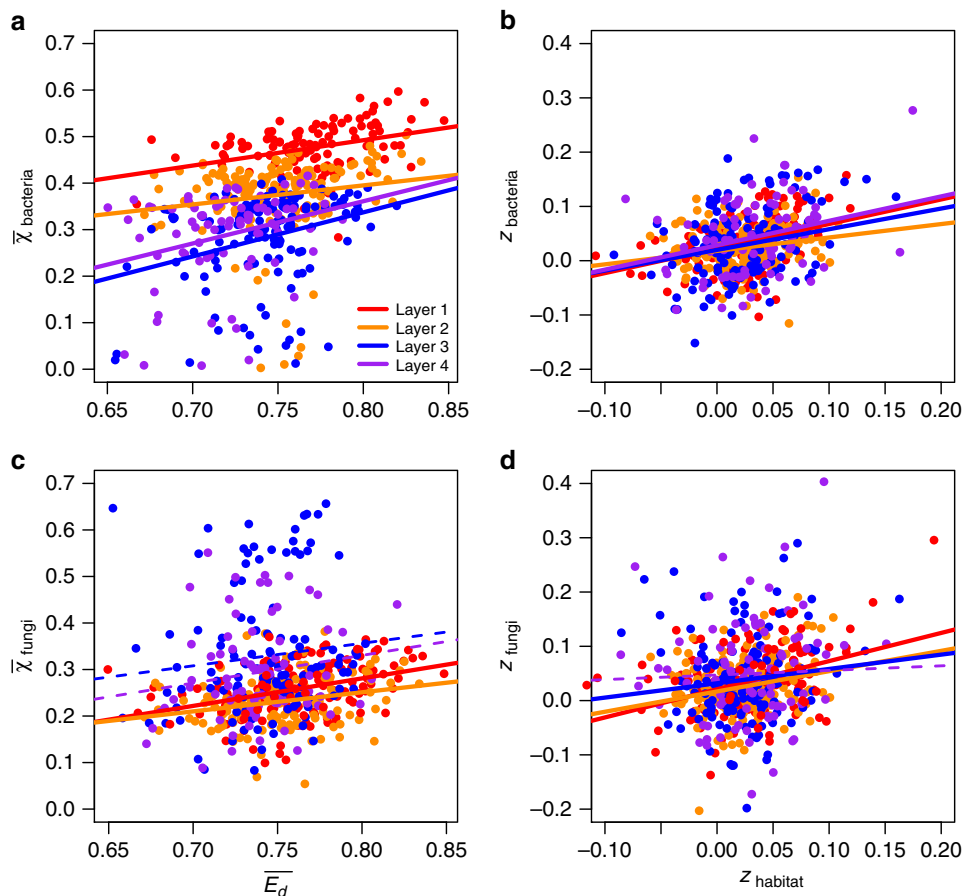 a
0.7
0.6
0.5
0.4
0.3
0.2
0.1
0.0
χ̅ bacteria
Layer 1
Layer 2
Layer 3
Layer 4
0.65 0.70 0.75 0.80 0.85
b
0.4
0.3
0.2
0.1
0.0
−0.1
−0.2
z bacteria
−0.10 0.00 0.05 0.10 0.15 0.20
c
0.7
0.6
0.5
0.4
0.3
0.2
0.1
0.0
χ̅ fungi
0.65 0.70 0.75 0.80 0.85
E̅d
d
0.4
0.3
0.2
0.1
0.0
−0.1
−0.2
z fungi
−0.10 0.00 0.05 0.10 0.15 0.20
z habitat